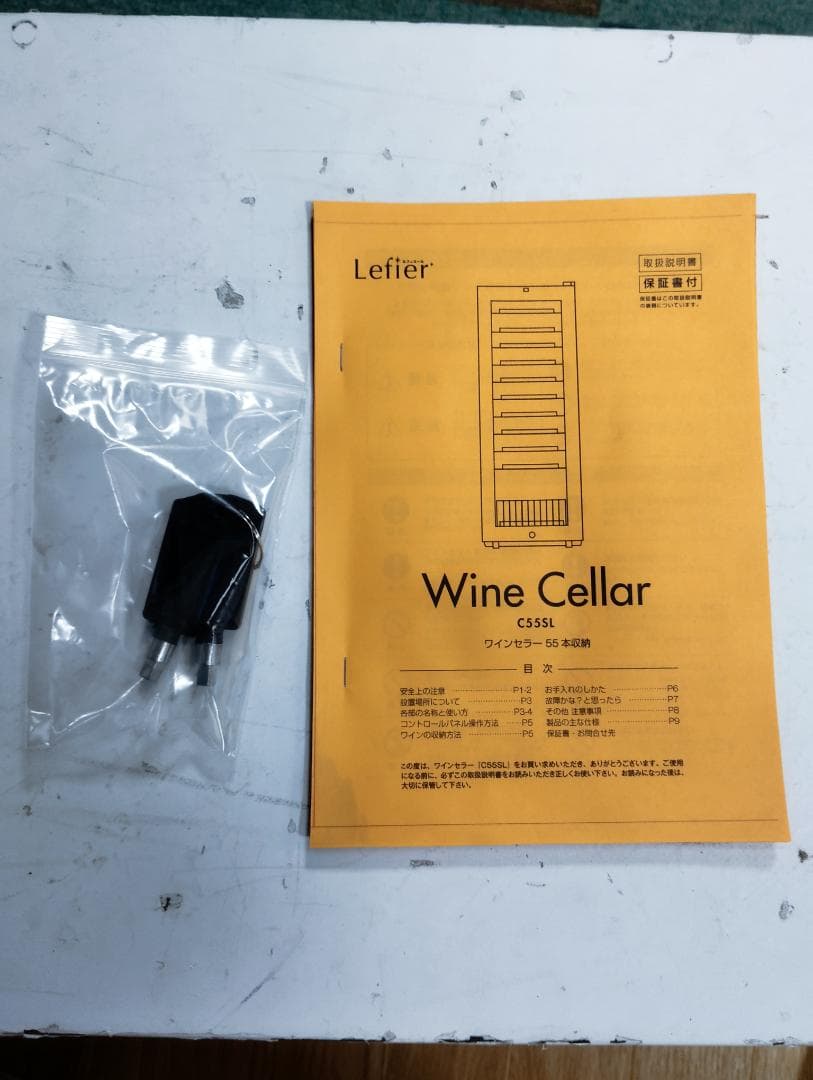 Lefier
ルフィエール
取扱説明書
保証書付
保証書はこの取扱説明書
の裏面についています。
Wine Cellar
C55SL
ワインセラー 55本収納
目 次
安全上の注意 P1-2
設置場所について P3
各部の名称と使い方 P3-4
コントロールパネル操作方法 P5
ワインの収納方法 P5
お手入れのしかた P6
故障かな?と思ったら P7
その他 注意事項 P8
製品の主な仕様 P9
保証書・お問合せ先
この度は、ワインセラー「C55SL」をお買い求めいただき、ありがとうございます。ご使用
になる前に、必ずこの取扱説明書をお読みいただき正しくお使い下さい。お読みになった後は、
大切に保管して下さい。